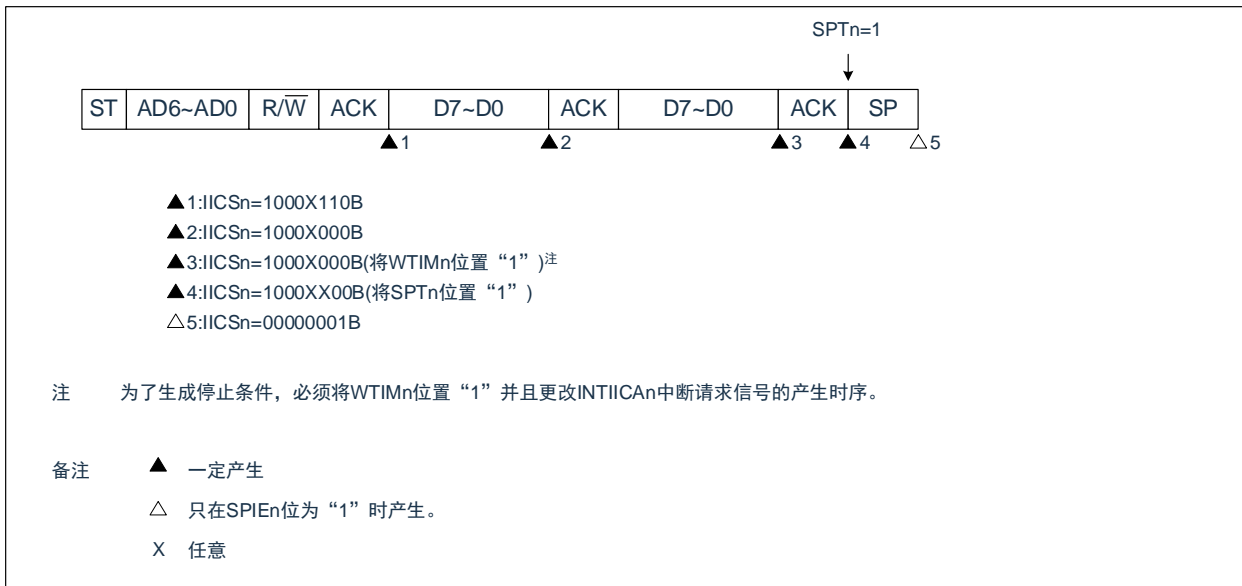 SPTn=1
ST AD6~AD0 R/W̅ ACK D7~D0 ACK D7~D0 ACK SP
▲1 ▲2 ▲3 ▲4 △5
▲1:IICSn=1000X110B
▲2:IICSn=1000X000B
▲3:IICSn=1000X000B(将WTIMn位置“1”)注
▲4:IICSn=1000XX00B(将SPTn位置“1”)
△5:IICSn=00000001B
注 为了生成停止条件，必须将WTIMn位置“1”并且更改INTIICAn中断请求信号的产生时序。
备注 ▲ 一定产生
△ 只在SPIEn位为“1”时产生。
X 任意